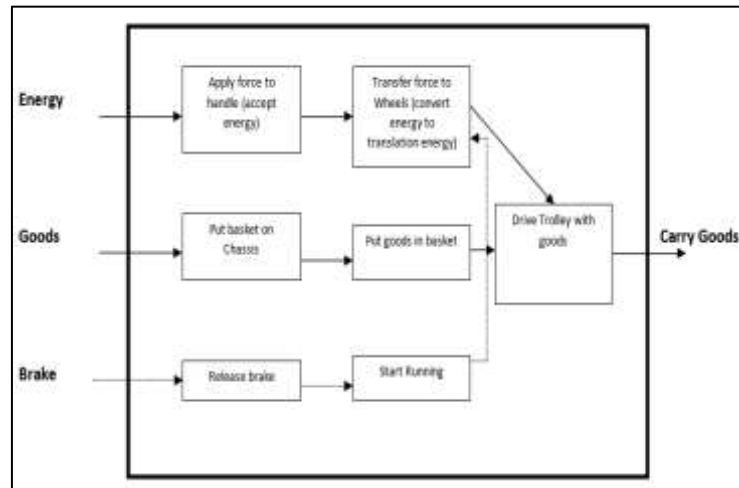 Energy
Apply force to
handle (accept
energy)
Transfer force to
Wheels (convert
energy to
translation energy)
Goods
Put basket on
Chassis
Put goods in basket
Drive Trolley with
goods
Carry Goods
Brake
Release brake
Start Running